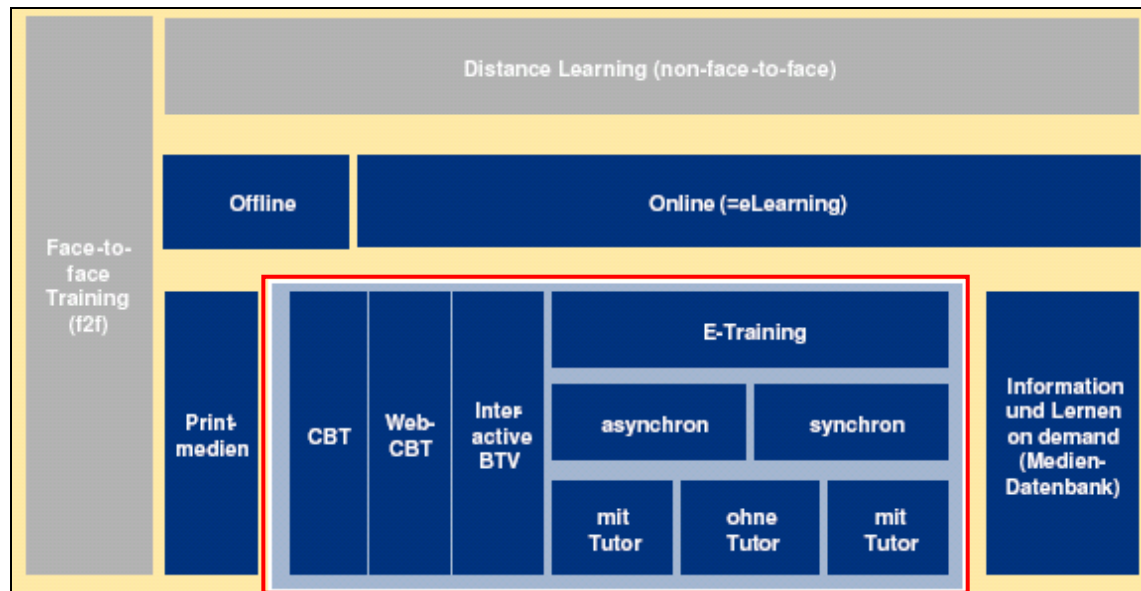 Distance Learning (non-face-to-face)
Offline
Online (=eLearning)
Face-to-
face
Training
(f2f)
Print-
medien
CBT
Web-
CBT
Inter-
active
BTV
E-Training
asynchron
synchron
mit
Tutor
ohne
Tutor
mit
Tutor
Information
und Lernen
on demand
(Medien-
Datenbank)